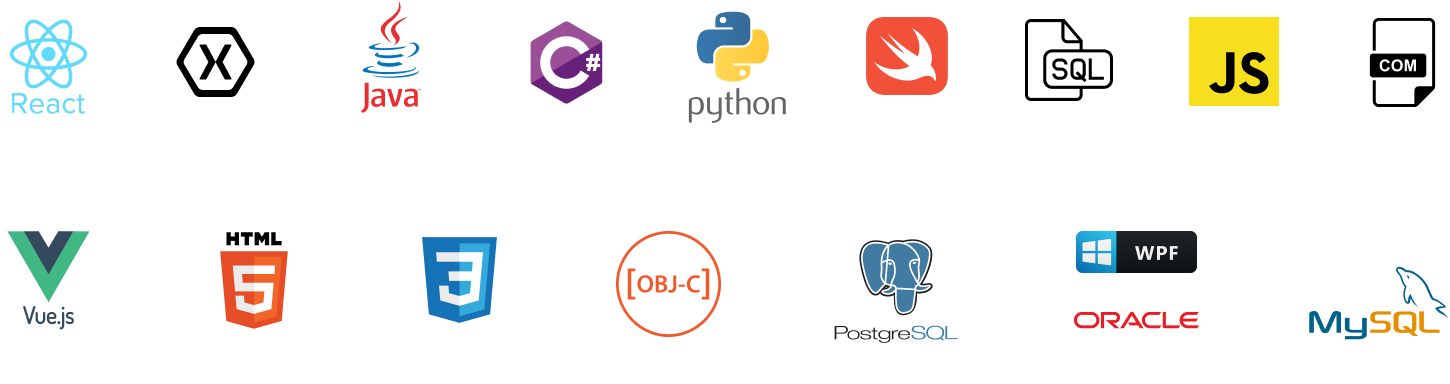 React
X
Java
C#
python
SQL
JS
COM
Vue.js
HTML
5
3
[OBJ-C]
PostgreSQL
WPF
ORACLE
MySQL